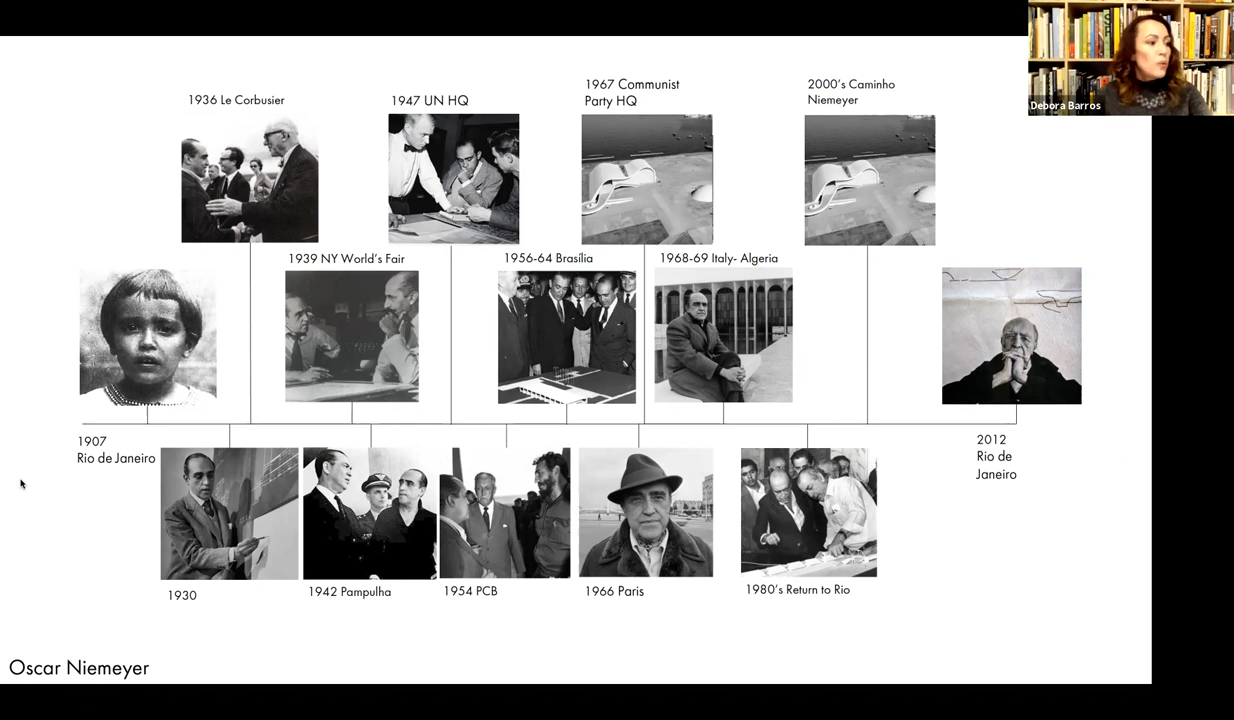 Debora Barros
1936 Le Corbusier
1947 UN HQ
1967 Communist
Party HQ
2000's Caminho
Niemeyer
1939 NY World's Fair
1956-64 Brasília
1968-69 Italy- Algeria
1907
Rio de Janeiro
2012
Rio de
Janeiro
1930
1942 Pampulha
1954 PCB
1966 Paris
1980's Return to Rio
Oscar Niemeyer